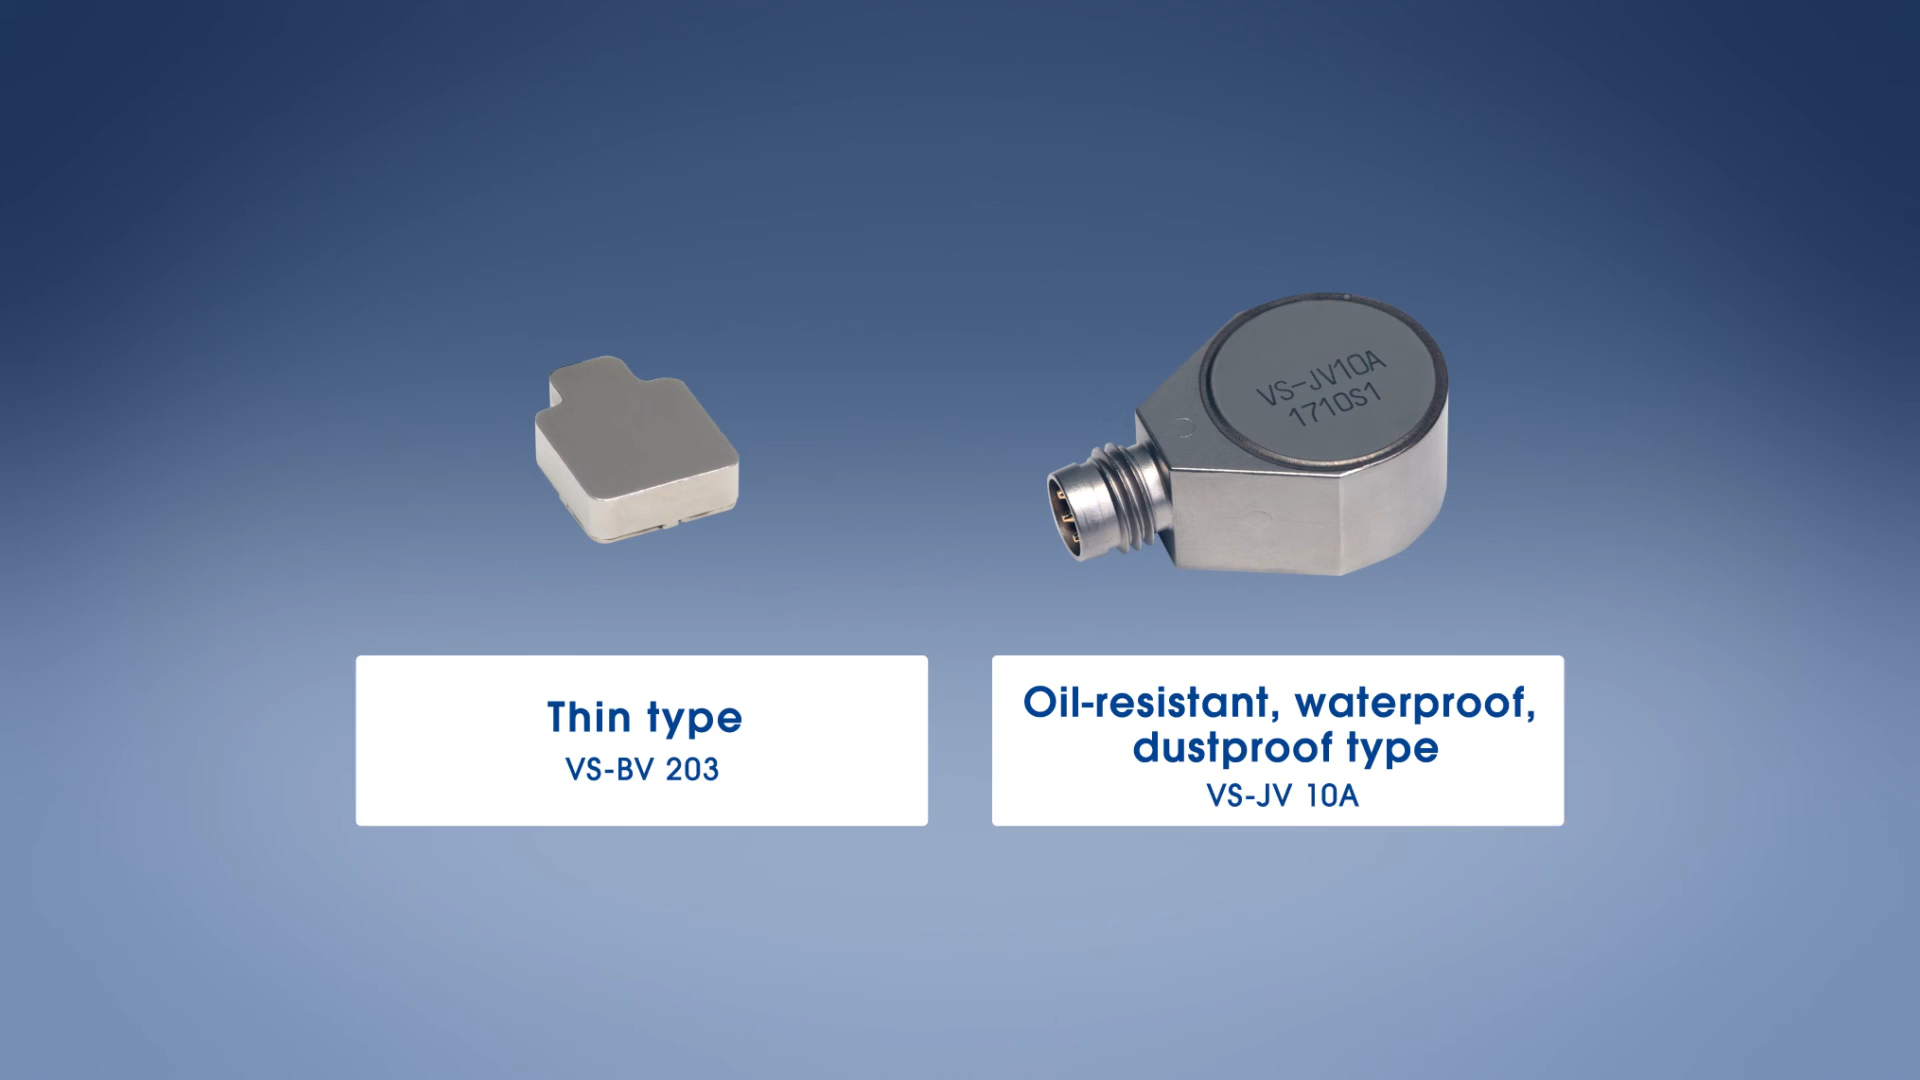 VS-JV10A
1710s1
Thin type
VS-BV 203
Oil-resistant, waterproof,
dustproof type
VS-JV 10A